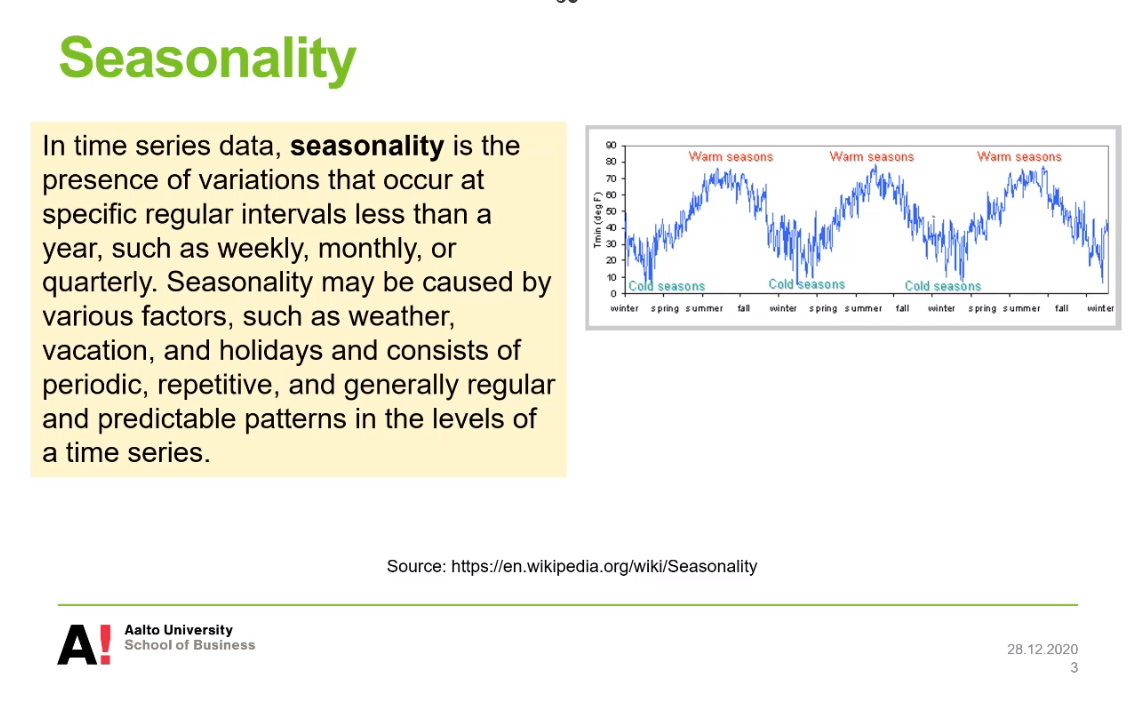 Seasonality
In time series data, seasonality is the
presence of variations that occur at
specific regular intervals less than a
year, such as weekly, monthly, or
quarterly. Seasonality may be caused by
various factors, such as weather,
vacation, and holidays and consists of
periodic, repetitive, and generally regular
and predictable patterns in the levels of
a time series.
Tmin (deg F)
90
80
70
60
50
40
30
20
10
0
Warm seasons Warm seasons Warm seasons
Cold seasons Cold seasons Cold seasons
winter spring summer fall winter spring summer fall winter spring summer fall winter
Source: https://en.wikipedia.org/wiki/Seasonality
A!
Aalto University
School of Business
28.12.2020
3